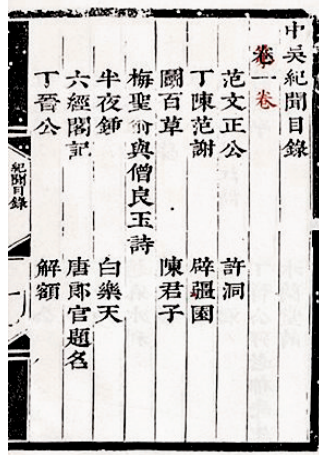 中吳紀聞目錄
卷一卷
范文正公 許洞
丁陳范謝 辟疆園
鬭百草 陳君子
梅聖俞與僧良玉詩
半夜鍾 白樂天
六經閣記 唐郎官題名
丁晉公 解額
紀聞目錄